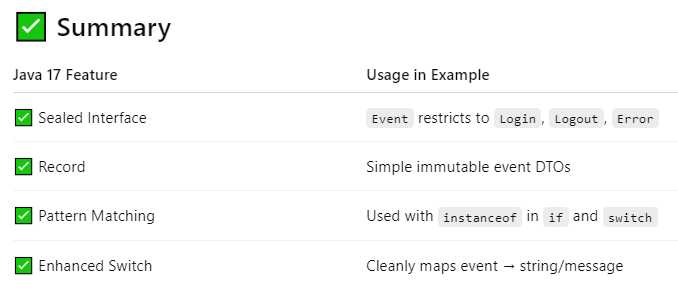 ✅ Summary
Java 17 Feature Usage in Example
✅ Sealed Interface Event restricts to Login, Logout, Error
✅ Record Simple immutable event DTOs
✅ Pattern Matching Used with instanceof in if and switch
✅ Enhanced Switch Cleanly maps event → string/message